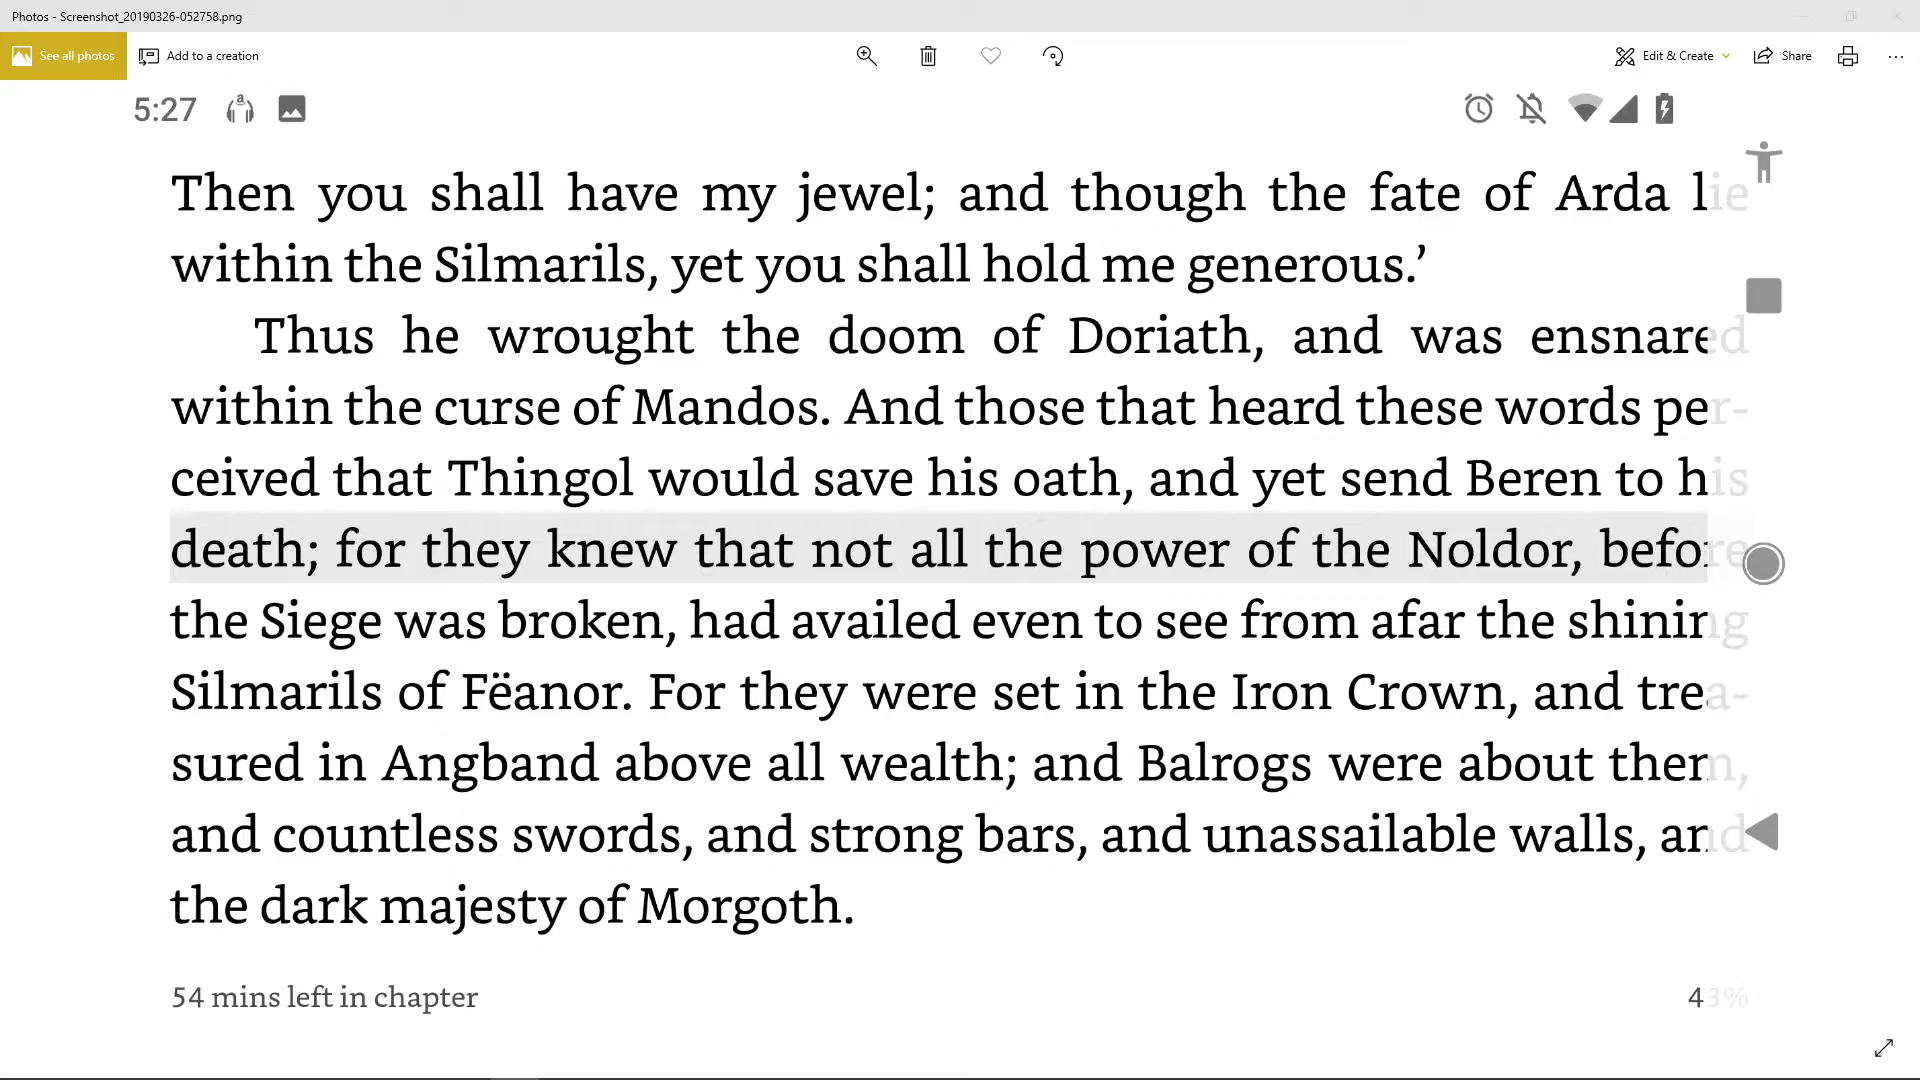 Photos - Screenshot_20190326-052758.png
See all photos
Add to a creation
Edit & Create
Share
5:27
Then you shall have my jewel; and though the fate of Arda lie
within the Silmarils, yet you shall hold me generous.’
Thus he wrought the doom of Doriath, and was ensnared
within the curse of Mandos. And those that heard these words per-
ceived that Thingol would save his oath, and yet send Beren to his
death; for they knew that not all the power of the Noldor, before
the Siege was broken, had availed even to see from afar the shining
Silmarils of Fëanor. For they were set in the Iron Crown, and trea-
sured in Angband above all wealth; and Balrogs were about them,
and countless swords, and strong bars, and unassailable walls, and
the dark majesty of Morgoth.
54 mins left in chapter
43%